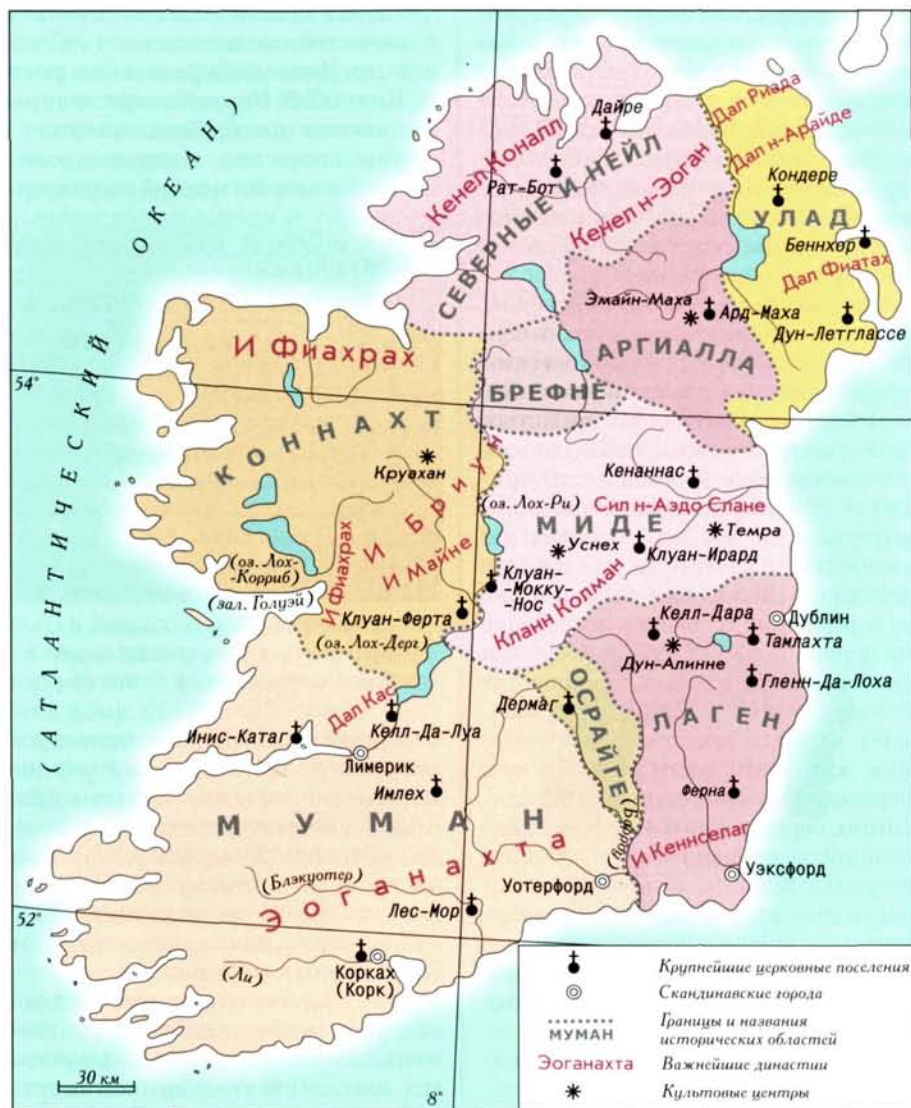 АТЛАНТИЧЕСКИЙ ОКЕАН
Дайре
Дал Риада
Дал н-Арайде
Кенел Коналл
Рат-Бот
СЕВЕРНЫЕ И НЕЙЛ
Кенел н-Эоган
Кондере
УЛАД
Беннхор
Дал Фиатах
Эмайн-Маха
Ард-Маха
Дун-Летглассе
АРГИАЛЛА
И Фиахрах
54°
БРЕФНЕ
КОННАХТ
Круахан
Кенаннас
И Бриун
(оз. Лох-Ри)
Сил н-Аэдо Слане
МИДЕ
Темра
Уснех
Клуан-Ирард
(оз. Лох-
-Корриб)
И Фиахрах
И Майне
Клуан-
-Мокку-
-Нос
(зал. Голуэй)
Кланн Колман
Клуан-Ферта
Келл-Дара
Дублин
Тамлахта
(оз. Лох-Дерг)
Дун-Алинне
Гленн-Да-Лоха
Дал Кас
Дермаг
ОСРАЙГЕ
ЛАГЕН
Инис-Катаг
Келл-Да-Луа
Лимерик
Имлех
Ферна
МУМАН
(Барроу)
И Кеннселаг
Эоганахта
(Блэкуотер)
Уотерфорд
Уэксфорд
Лес-Мор
52°
(Ли)
Корках
(Корк)
30 км
8°
Крупнейшие церковные поселения
Скандинавские города
МУМАН
Границы и названия
исторических областей
Эоганахта
Важнейшие династии
Культовые центры